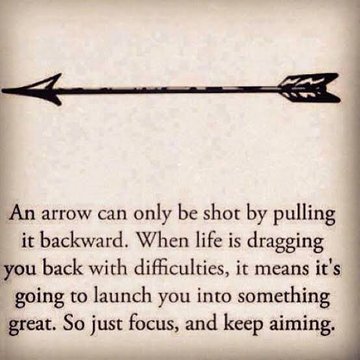 An arrow can only be shot by pulling
it backward. When life is dragging
you back with difficulties, it means it's
going to launch you into something
great. So just focus, and keep aiming.